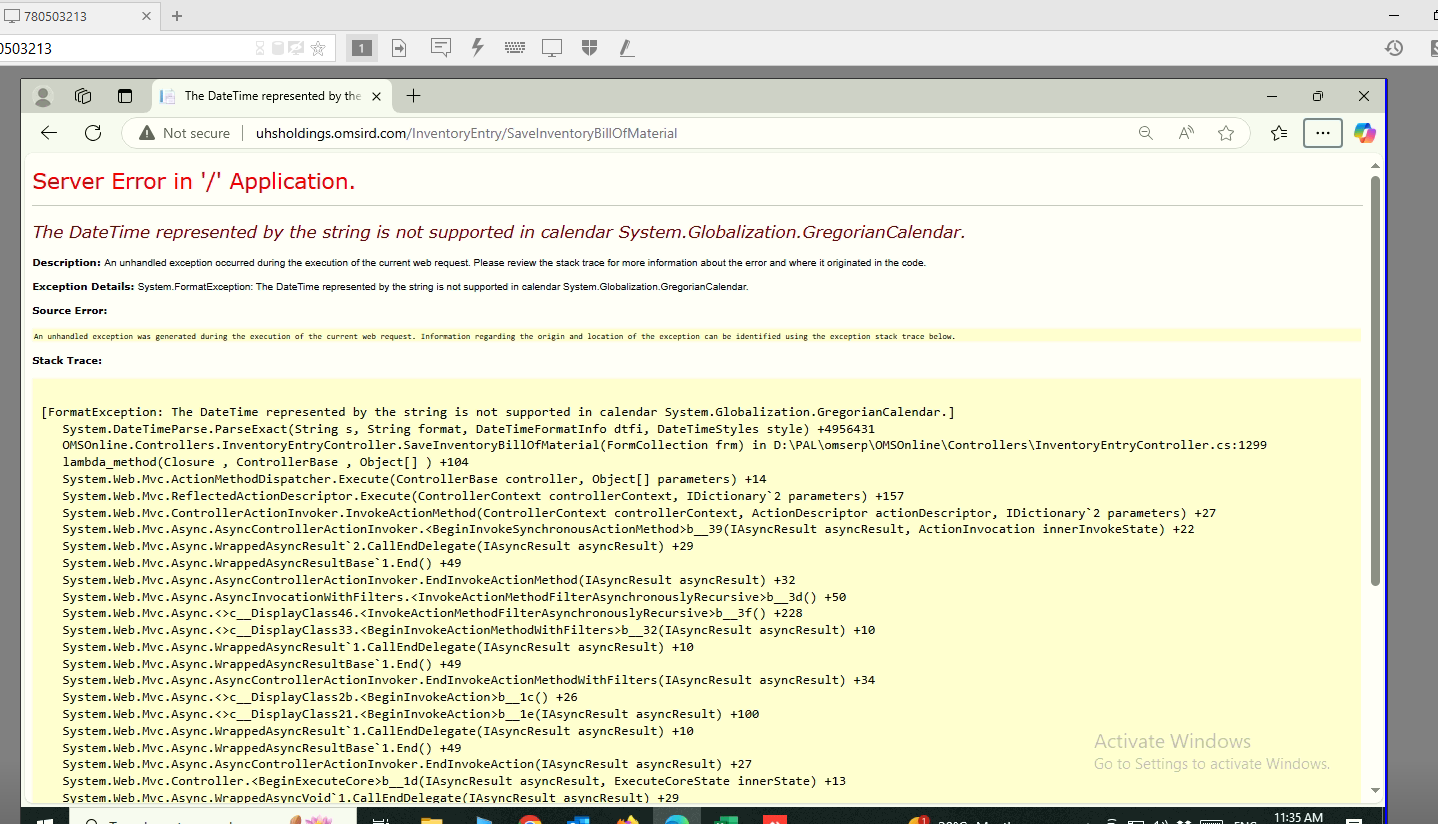 780503213
0503213
1
The DateTime represented by the
Not secure
uhsholdings.omsird.com/InventoryEntry/SaveInventoryBillOfMaterial
Server Error in '/' Application.
The DateTime represented by the string is not supported in calendar System.Globalization.GregorianCalendar.
Description: An unhandled exception occurred during the execution of the current web request. Please review the stack trace for more information about the error and where it originated in the code.
Exception Details: System.FormatException: The DateTime represented by the string is not supported in calendar System.Globalization.GregorianCalendar.
Source Error:
An unhandled exception was generated during the execution of the current web request. Information regarding the origin and location of the exception can be identified using the exception stack trace below.
Stack Trace:
[FormatException: The DateTime represented by the string is not supported in calendar System.Globalization.GregorianCalendar.]
System.DateTimeParse.ParseExact(String s, String format, DateTimeFormatInfo dtfi, DateTimeStyles style) +4956431
OMSOnline.Controllers.InventoryEntryController.SaveInventoryBillOfMaterial(FormCollection frm) in D:\PAL\omserp\OMSOnline\Controllers\InventoryEntryController.cs:1299
lambda_method(Closure , ControllerBase , Object[] ) +104
System.Web.Mvc.ActionMethodDispatcher.Execute(ControllerBase controller, Object[] parameters) +14
System.Web.Mvc.ReflectedActionDescriptor.Execute(ControllerContext controllerContext, IDictionary`2 parameters) +157
System.Web.Mvc.ControllerActionInvoker.InvokeActionMethod(ControllerContext controllerContext, ActionDescriptor actionDescriptor, IDictionary`2 parameters) +27
System.Web.Mvc.Async.AsyncControllerActionInvoker.<BeginInvokeSynchronousActionMethod>b__39(IAsyncResult asyncResult, ActionInvocation innerInvokeState) +22
System.Web.Mvc.Async.WrappedAsyncResult`2.CallEndDelegate(IAsyncResult asyncResult) +29
System.Web.Mvc.Async.WrappedAsyncResultBase`1.End() +49
System.Web.Mvc.Async.AsyncControllerActionInvoker.EndInvokeActionMethod(IAsyncResult asyncResult) +32
System.Web.Mvc.Async.AsyncInvocationWithFilters.<InvokeActionMethodFilterAsynchronouslyRecursive>b__3d() +50
System.Web.Mvc.Async.<>c__DisplayClass46.<InvokeActionMethodFilterAsynchronouslyRecursive>b__3f() +228
System.Web.Mvc.Async.<>c__DisplayClass33.<BeginInvokeActionMethodWithFilters>b__32(IAsyncResult asyncResult) +10
System.Web.Mvc.Async.WrappedAsyncResult`1.CallEndDelegate(IAsyncResult asyncResult) +10
System.Web.Mvc.Async.WrappedAsyncResultBase`1.End() +49
System.Web.Mvc.Async.AsyncControllerActionInvoker.EndInvokeActionMethodWithFilters(IAsyncResult asyncResult) +34
System.Web.Mvc.Async.<>c__DisplayClass2b.<BeginInvokeAction>b__1c() +26
System.Web.Mvc.Async.<>c__DisplayClass21.<BeginInvokeAction>b__1e(IAsyncResult asyncResult) +100
System.Web.Mvc.Async.WrappedAsyncResult`1.CallEndDelegate(IAsyncResult asyncResult) +10
System.Web.Mvc.Async.WrappedAsyncResultBase`1.End() +49
System.Web.Mvc.Async.AsyncControllerActionInvoker.EndInvokeAction(IAsyncResult asyncResult) +27
System.Web.Mvc.Controller.<BeginExecuteCore>b__1d(IAsyncResult asyncResult, ExecuteCoreState innerState) +13
System.Web.Mvc.Async.WrappedAsyncVoid`1.CallEndDelegate(IAsyncResult asyncResult) +29
Activate Windows
Go to Settings to activate Windows.
1
11:35 AM